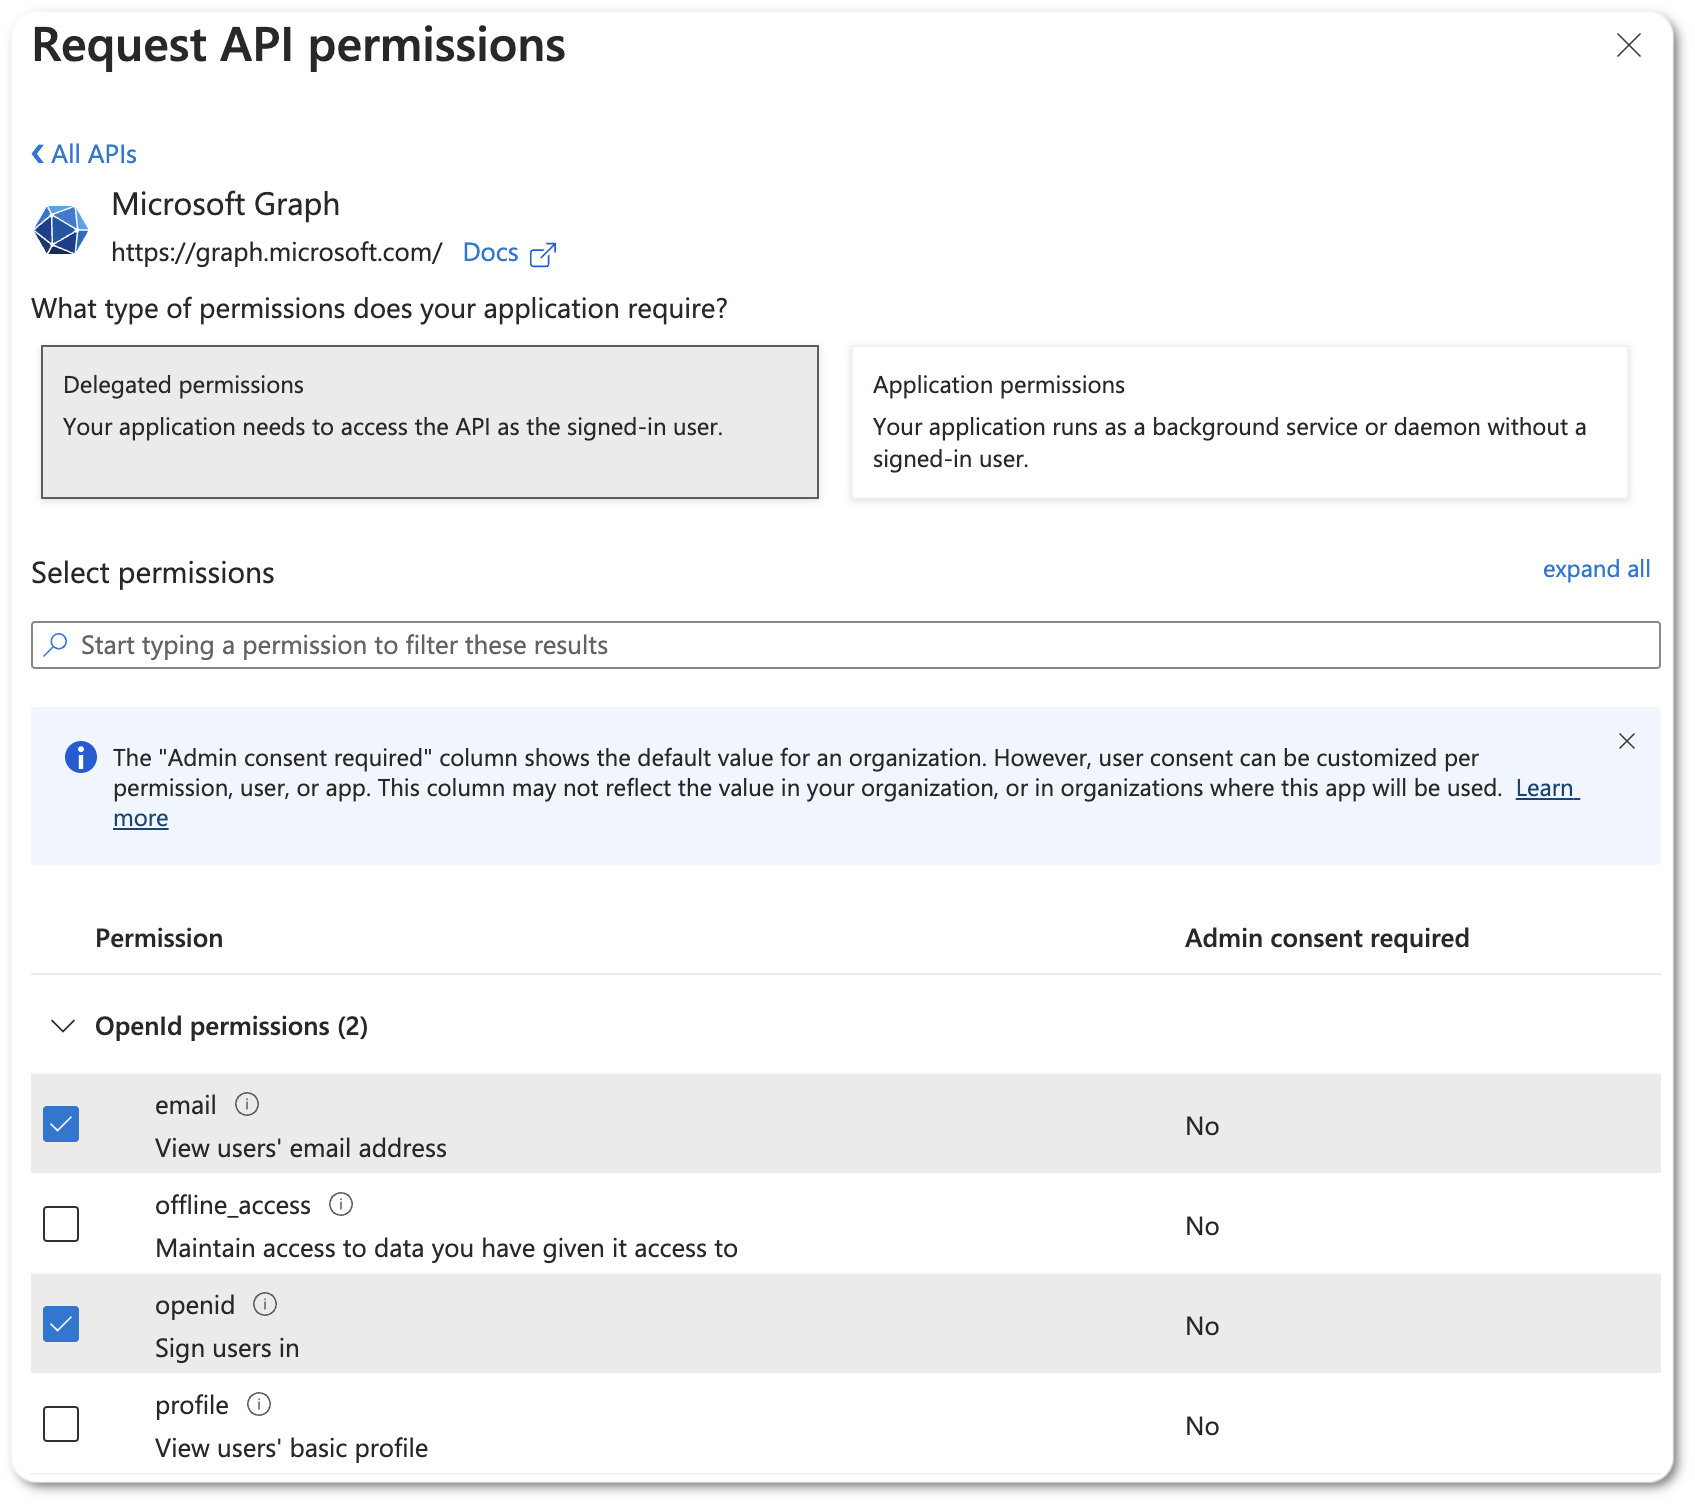 Request API permissions
All APIs
Microsoft Graph
https://graph.microsoft.com/ Docs
What type of permissions does your application require?
Delegated permissions
Your application needs to access the API as the signed-in user.
Application permissions
Your application runs as a background service or daemon without a
signed-in user.
Select permissions
expand all
Start typing a permission to filter these results
The "Admin consent required" column shows the default value for an organization. However, user consent can be customized per
permission, user, or app. This column may not reflect the value in your organization, or in organizations where this app will be used. Learn
more
Permission Admin consent required
OpenId permissions (2)
email
View users' email address
No
offline_access
Maintain access to data you have given it access to
No
openid
Sign users in
No
profile
View users' basic profile
No